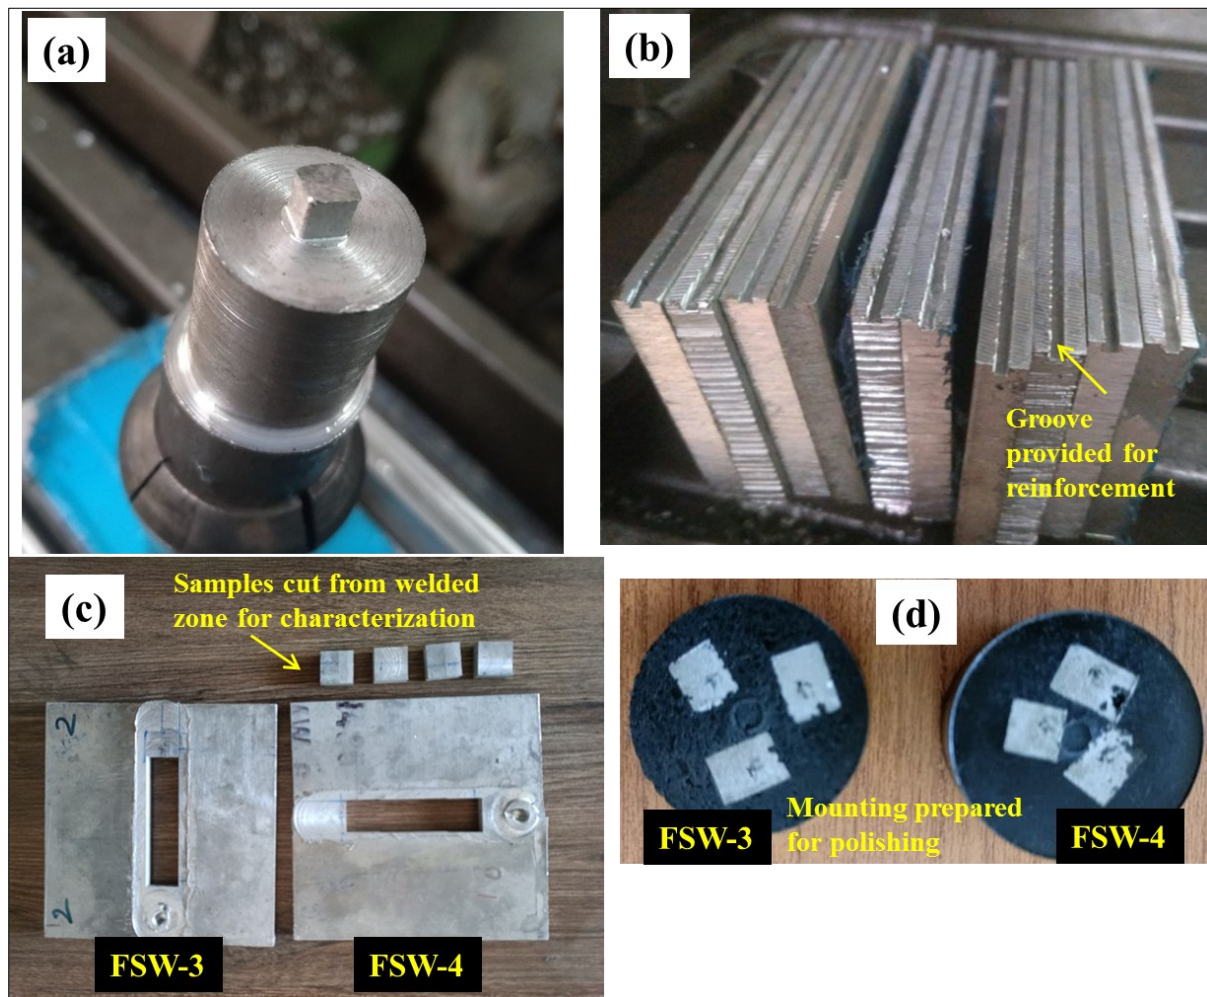 (a)
(b)
Groove
provided for
reinforcement
Samples cut from welded
zone for characterization
(c)
2
2
FSW-3
FSW-4
(d)
FSW-3
Mounting prepared
for polishing
FSW-4